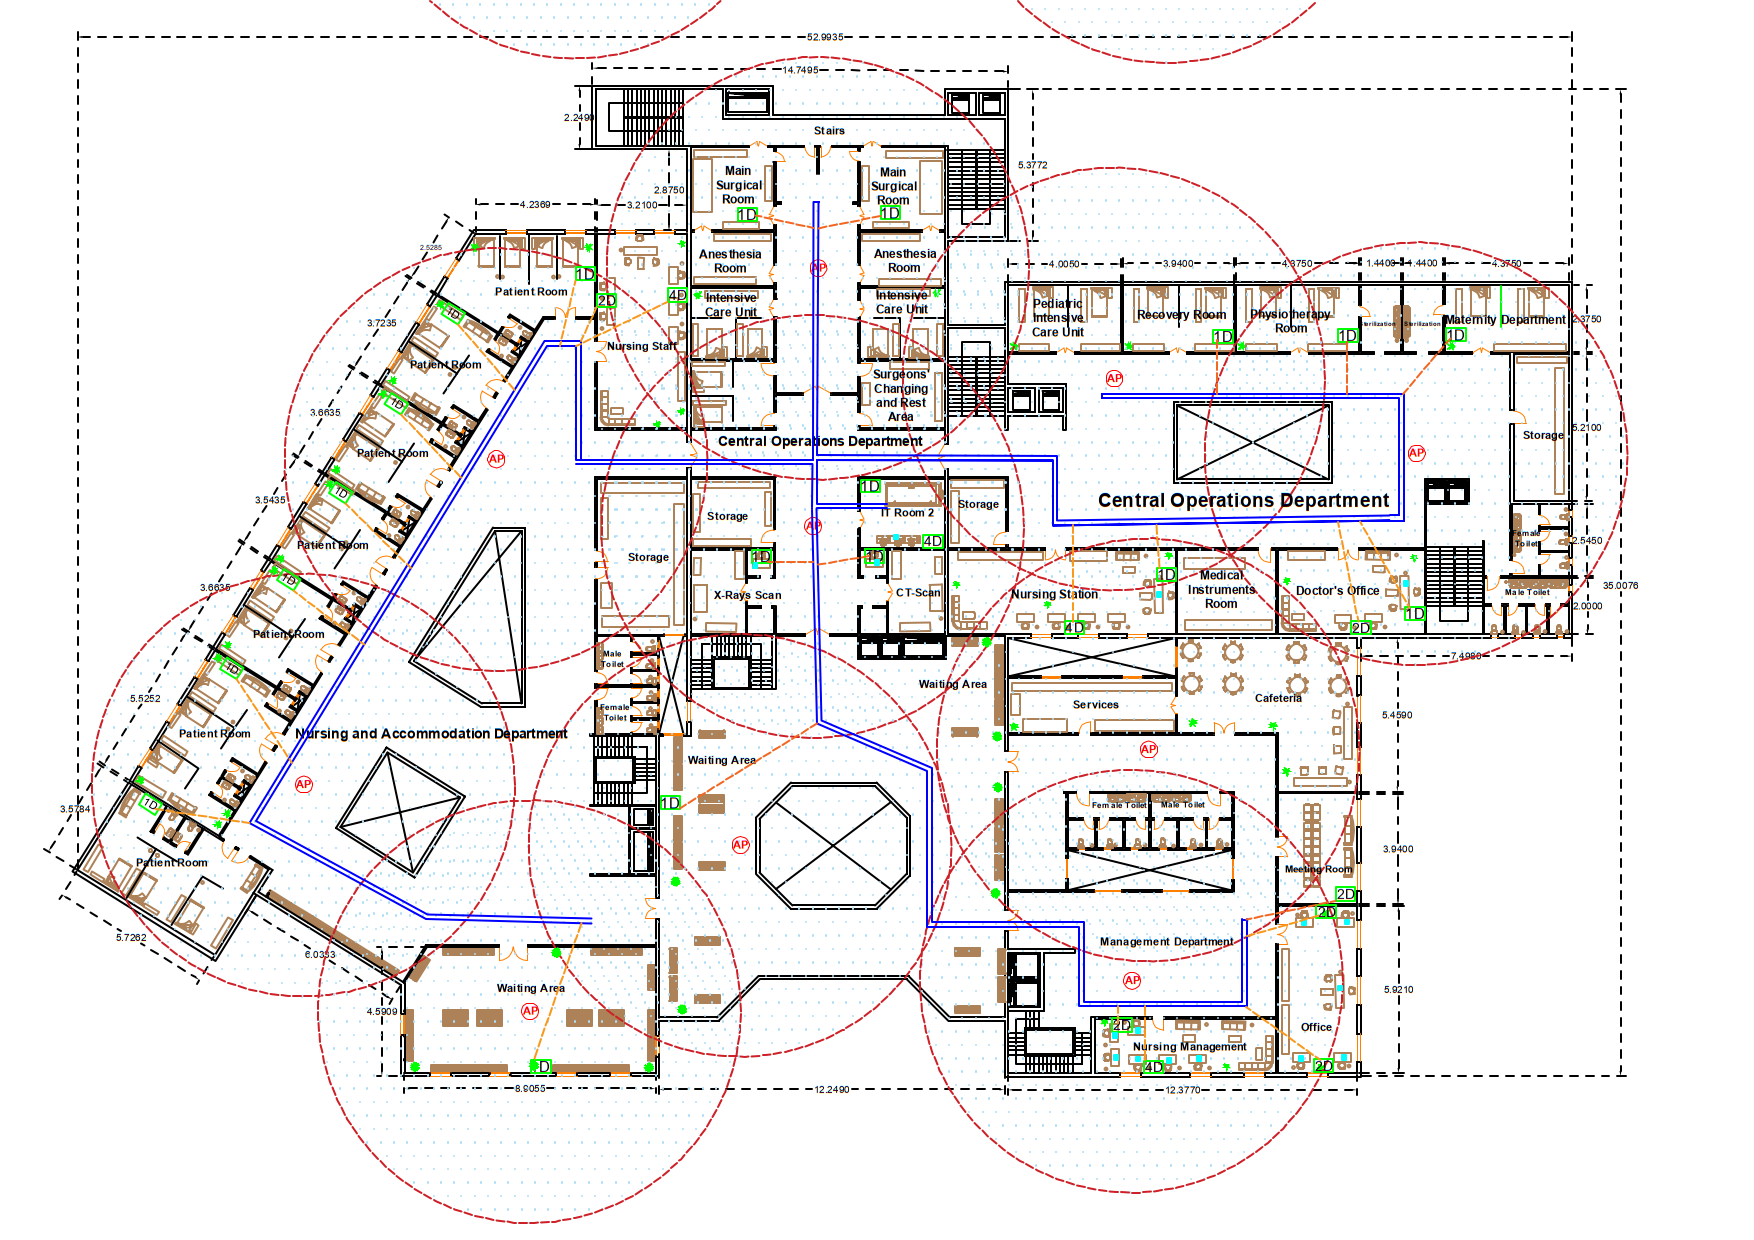 52.9935
14.7495
2.2490
Stairs
5.3772
Main
Surgical
Room
1D
Main
Surgical
Room
1D
2.8750
4.2369
3.2100
2.5285
Anesthesia
Room
Anesthesia
Room
AP
4.0050
3.9400
4.3750
1.4403
1.4400
4.3750
Patient Room
1D
2D
4D
Intensive
Care Unit
Intensive
Care Unit
Pediatric
Intensive
Care Unit
Recovery Room
1D
Physiotherapy
Room
1D
Sterilization
Sterilization
Maternity Department
1D
2.3750
3.7235
1D
Nursing Staff
Patient Room
AP
Surgeons'
Changing
and Rest
Area
3.6635
1D
Central Operations Department
Storage
5.2100
Patient Room
AP
AP
3.5435
1D
1D
IT Room 2
4D
Central Operations Department
Storage
Storage
AP
Patient Room
Storage
1D
1D
Female
Toilet
2.5450
3.6635
1D
X-Rays Scan
CT-Scan
Nursing Station
1D
4D
Medical
Instruments
Room
Doctor's Office
2D
1D
Male Toilet
35.0076
2.0000
Patient Room
Male
Toilet
7.4980
1D
5.5252
Waiting Area
Services
Cafeteria
5.4590
Female
Toilet
Patient Room
Nursing and Accommodation Department
AP
Waiting Area
AP
3.5784
1D
1D
Female Toilet
Male Toilet
AP
3.9400
Patient Room
Meeting Room
2D
2D
5.7262
6.0353
Management Department
AP
Waiting Area
AP
4.5909
5.9210
2D
Office
Nursing Management
4D
2D
1D
8.9055
12.2490
12.3770